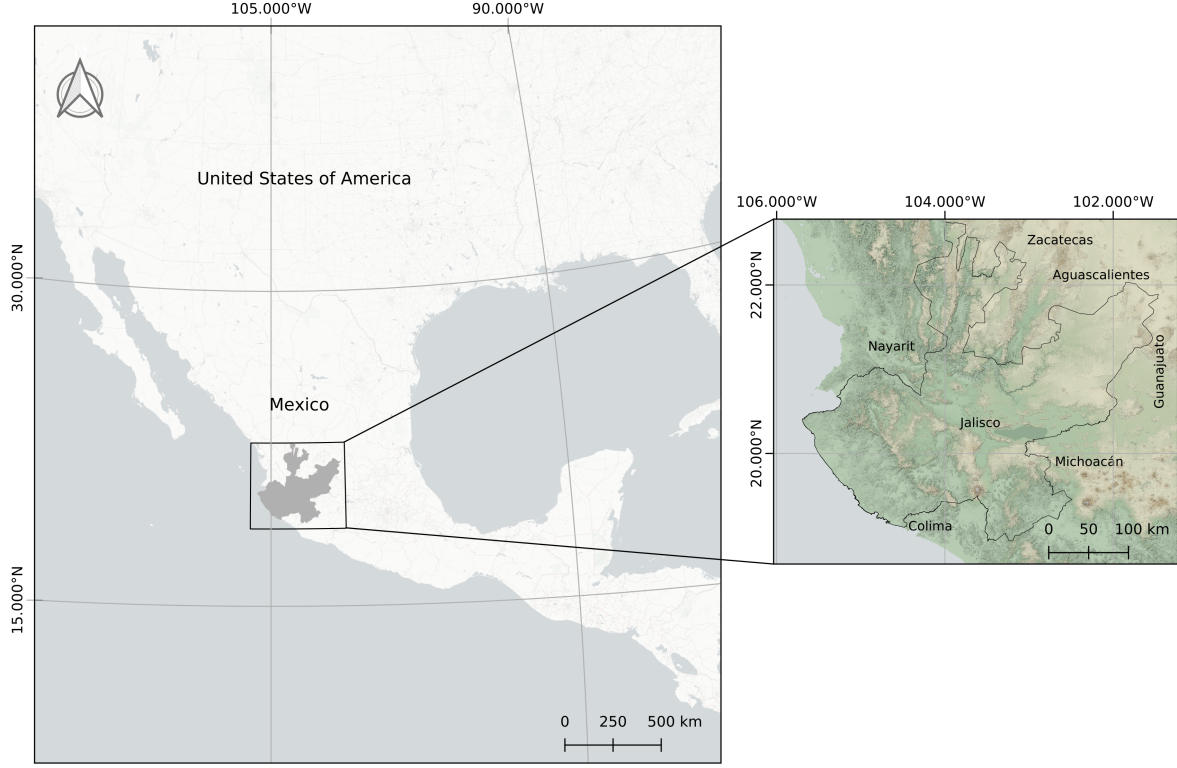 105.000°W
90.000°W
United States of America
30.000°N
Mexico
15.000°N
0 250 500 km
106.000°W
104.000°W
102.000°W
Zacatecas
Aguascalientes
22.000°N
Nayarit
Guanajuato
Jalisco
20.000°N
Michoacán
Colima
0 50 100 km